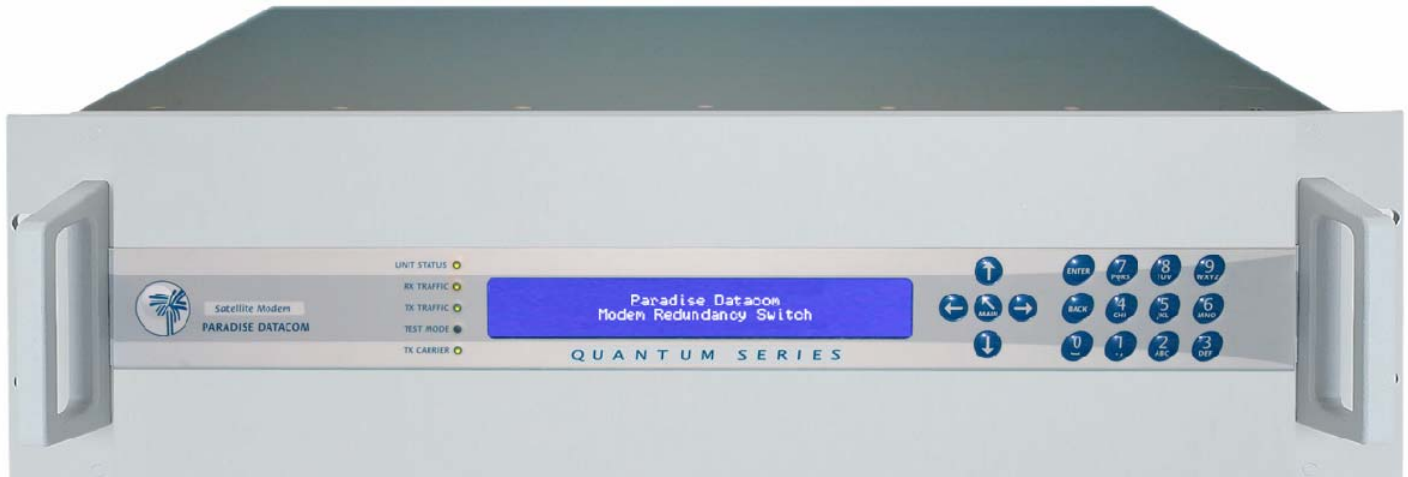 UNIT STATUS
RX TRAFFIC
TX TRAFFIC
TEST MODE
TX CARRIER
Satellite Modem
PARADISE DATACOM
Paradise Datacom
Modem Redundancy Switch
QUANTUM SERIES
MAIN
ENTER
7
PQRS
8
TUV
9
WXYZ
BACK
4
GHI
5
JKL
6
MNO
0
1
.,
2
ABC
3
DEF